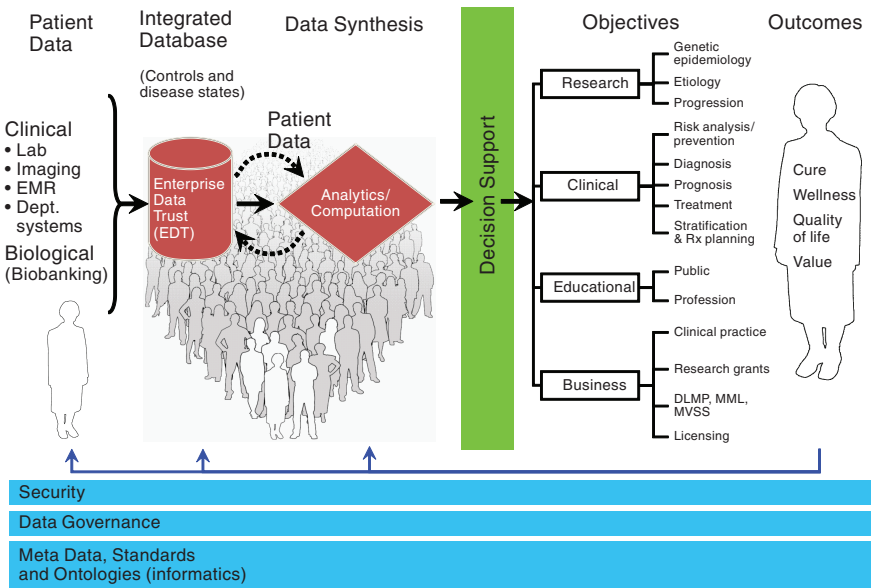 Patient
Data
Integrated
Database
(Controls and
disease states)
Data Synthesis
Objectives
Outcomes
Clinical
• Lab
• Imaging
• EMR
• Dept.
systems
Biological
(Biobanking)
Enterprise
Data
Trust
(EDT)
Patient
Data
Analytics/
Computation
Decision Support
Research
Genetic
epidemiology
Etiology
Progression
Clinical
Risk analysis/
prevention
Diagnosis
Prognosis
Treatment
Stratification
& Rx planning
Educational
Public
Profession
Business
Clinical practice
Research grants
DLMP, MML,
MVSS
Licensing
Cure
Wellness
Quality
of life
Value
Security
Data Governance
Meta Data, Standards
and Ontologies (informatics)